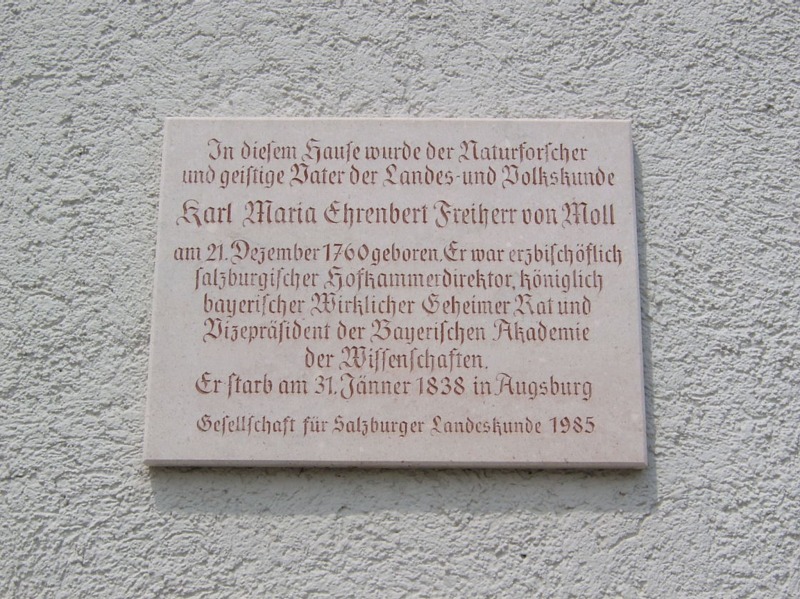 In diesem Hause wurde der Naturforscher
und geistige Vater der Landes- und Volkskunde
Karl Maria Ehrenbert Freiherr von Moll
am 21. Dezember 1760 geboren. Er war erzbischöflich
salzburgischer Hofkammerdirektor, königlich
bayerischer Wirklicher Geheimer Rat und
Vizepräsident der Bayerischen Akademie
der Wissenschaften.
Er starb am 31. Jänner 1838 in Augsburg
Gesellschaft für Salzburger Landeskunde 1985